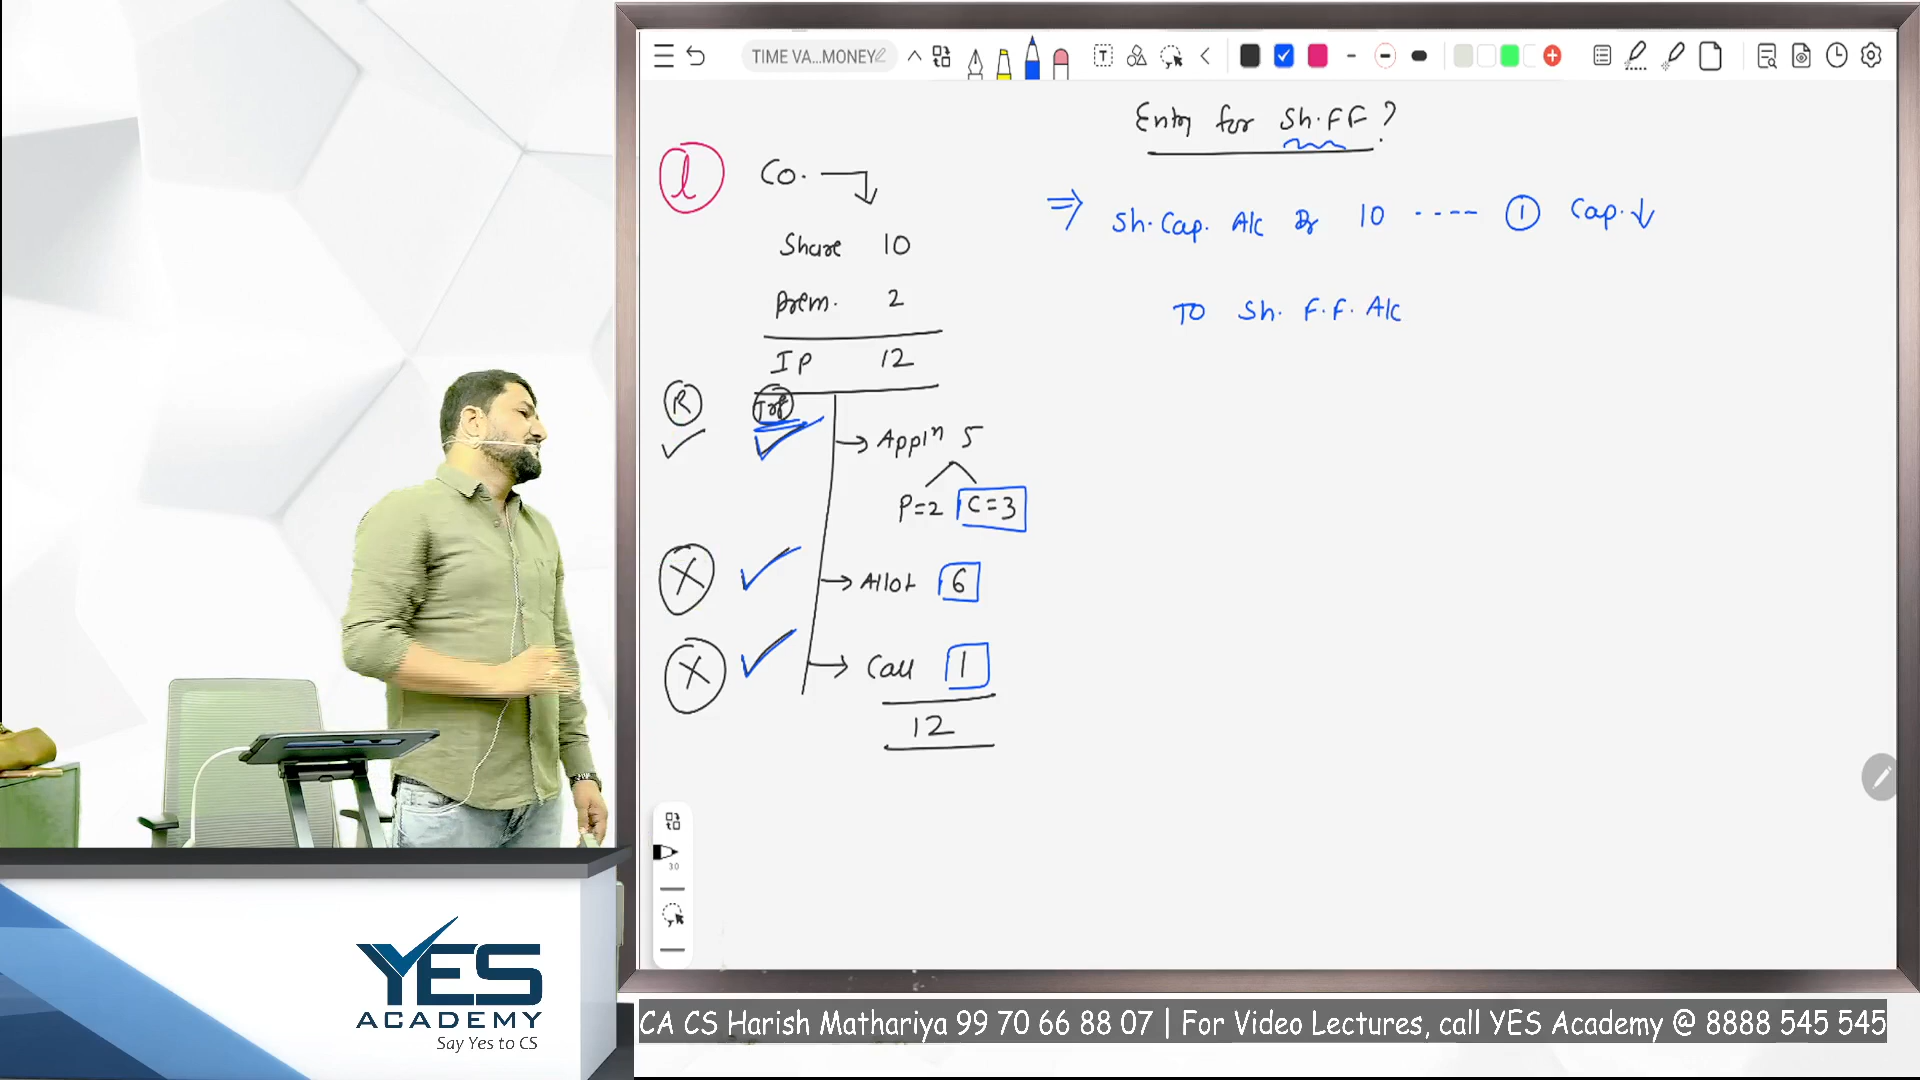 TIME VA...MONEY
Entry for Sh.FF ?
l
Co.
Share 10
Prem. 2
IP 12
R Trf
Appln 5
P=2 C=3
X Allot 6
X Call 1
12
⇒ Sh. Cap. A/c Dr 10 ---- 1 Cap. ↓
To Sh. F.F. A/c
30
YES
ACADEMY
Say Yes to CS
CA CS Harish Mathariya 99 70 66 88 07 | For Video Lectures, call YES Academy @ 8888 545 545